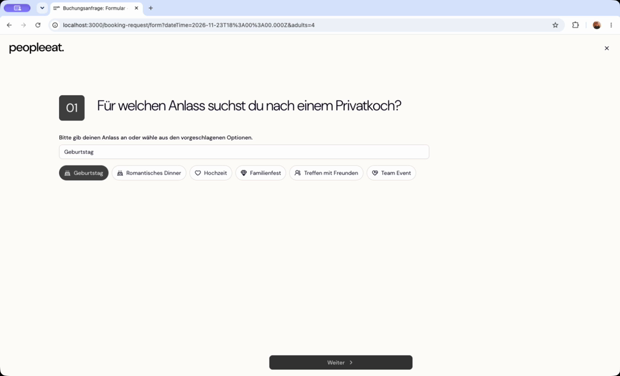 Buchungsanfrage: Formular
localhost:3000/booking-request/form?dateTime=2026-11-23T18%3A00%3A00.000Z&adults=4
peopleeat.
01
Für welchen Anlass suchst du nach einem Privatkoch?
Bitte gib deinen Anlass an oder wähle aus den vorgeschlagenen Optionen.
Geburtstag
Geburtstag Romantisches Dinner Hochzeit Familienfest Treffen mit Freunden Team Event
Weiter